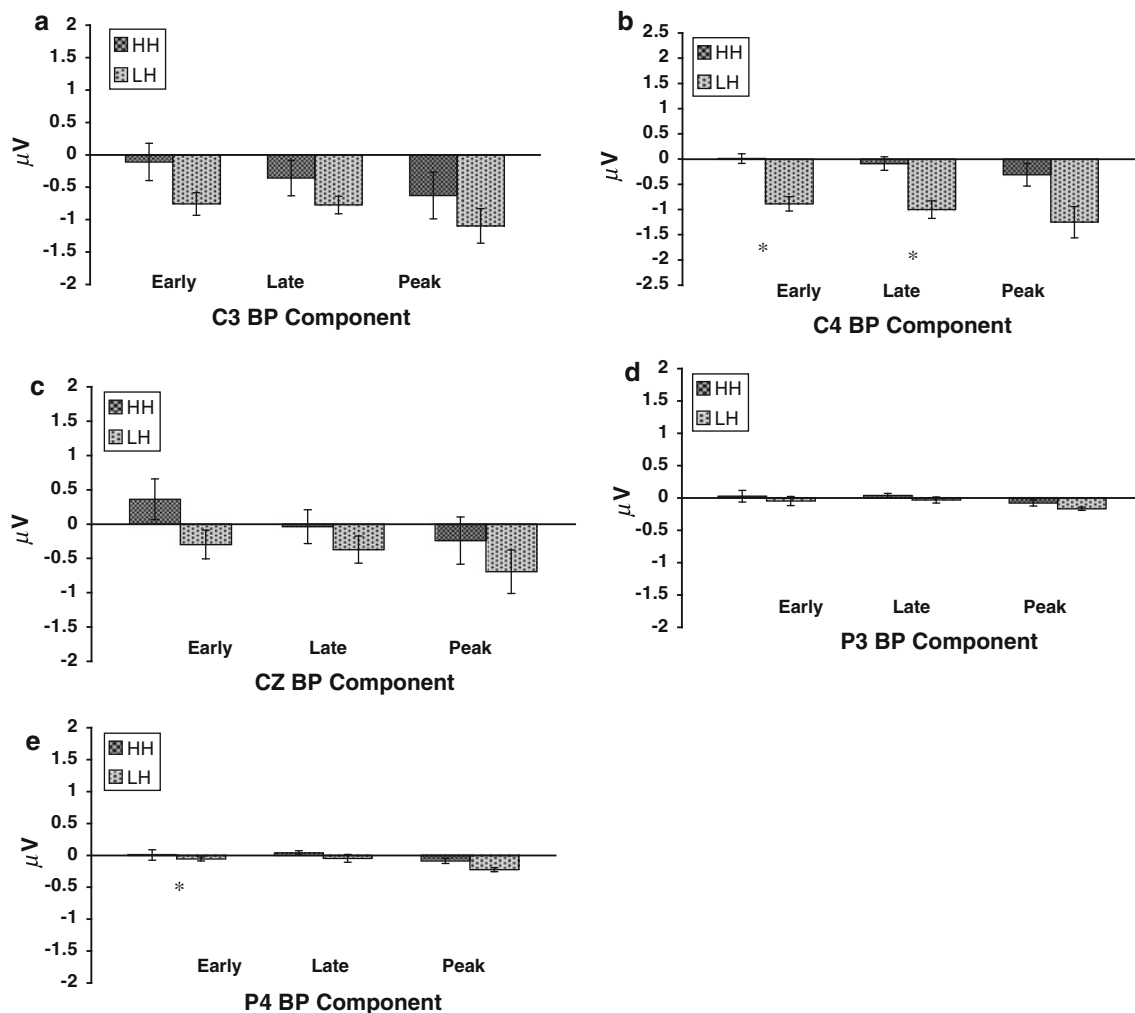 a
2
1.5
1
0.5
0
-0.5
-1
-1.5
-2
µV
HH
LH
Early Late Peak
C3 BP Component
b
2.5
2
1.5
1
0.5
0
-0.5
-1
-1.5
-2
-2.5
µV
HH
LH
* *
Early Late Peak
C4 BP Component
c
2
1.5
1
0.5
0
-0.5
-1
-1.5
-2
µV
HH
LH
Early Late Peak
CZ BP Component
d
2
1.5
1
0.5
0
-0.5
-1
-1.5
-2
µV
HH
LH
Early Late Peak
P3 BP Component
e
2
1.5
1
0.5
0
-0.5
-1
-1.5
-2
µV
HH
LH
*
Early Late Peak
P4 BP Component